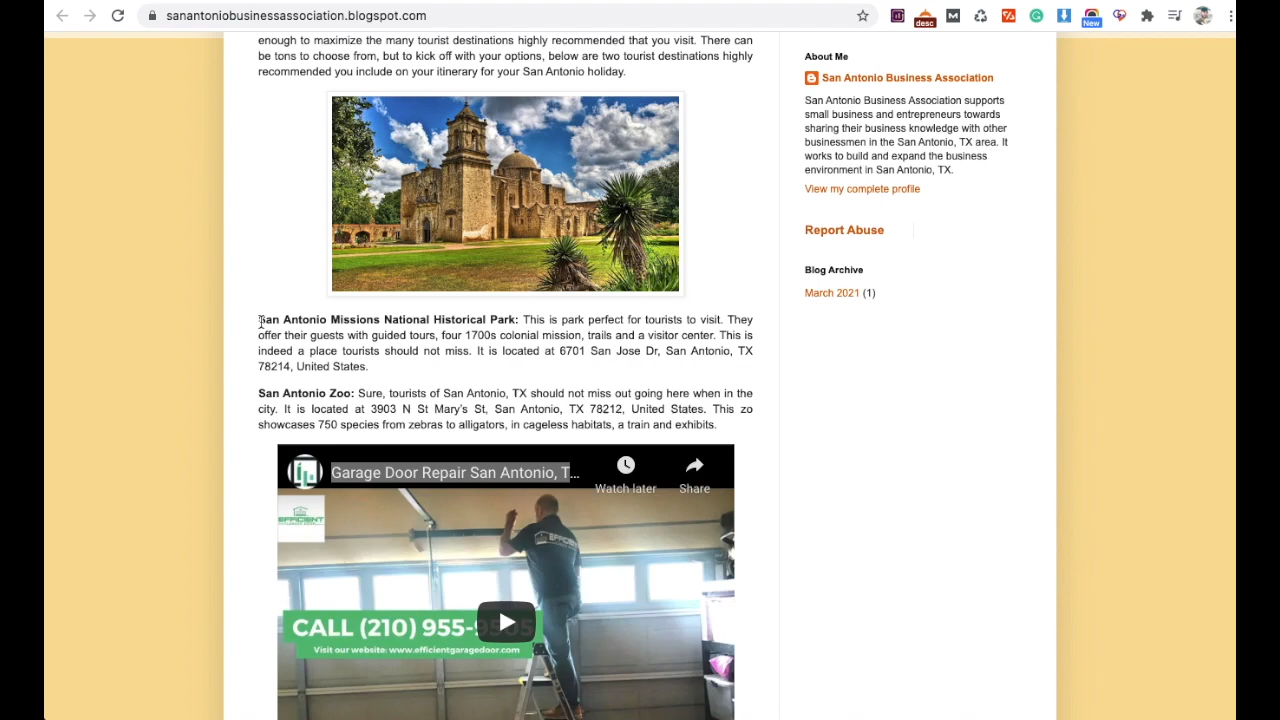 sanantoniobusinessassociation.blogspot.com
desc
New
enough to maximize the many tourist destinations highly recommended that you visit. There can
be tons to choose from, but to kick off with your options, below are two tourist destinations highly
recommended you include on your itinerary for your San Antonio holiday.
San Antonio Missions National Historical Park: This is park perfect for tourists to visit. They
offer their guests with guided tours, four 1700s colonial mission, trails and a visitor center. This is
indeed a place tourists should not miss. It is located at 6701 San Jose Dr, San Antonio, TX
78214, United States.
San Antonio Zoo: Sure, tourists of San Antonio, TX should not miss out going here when in the
city. It is located at 3903 N St Mary's St, San Antonio, TX 78212, United States. This zo
showcases 750 species from zebras to alligators, in cageless habitats, a train and exhibits.
Garage Door Repair San Antonio, T...
Watch later
Share
EFFICIENT
EFFICIENT
CALL (210) 955-9565
Visit our website: www.efficientgaragedoor.com
About Me
San Antonio Business Association
San Antonio Business Association supports
small business and entrepreneurs towards
sharing their business knowledge with other
businessmen in the San Antonio, TX area. It
works to build and expand the business
environment in San Antonio, TX.
View my complete profile
Report Abuse
Blog Archive
March 2021 (1)